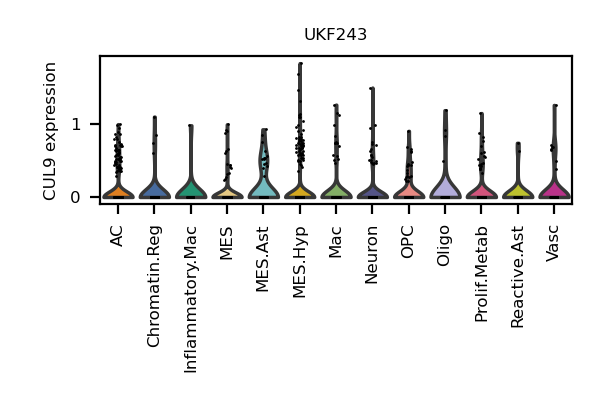 UKF243
CUL9 expression
1
0
AC
Chromatin.Reg
Inflammatory.Mac
MES
MES.Ast
MES.Hyp
Mac
Neuron
OPC
Oligo
Prolif.Metab
Reactive.Ast
Vasc